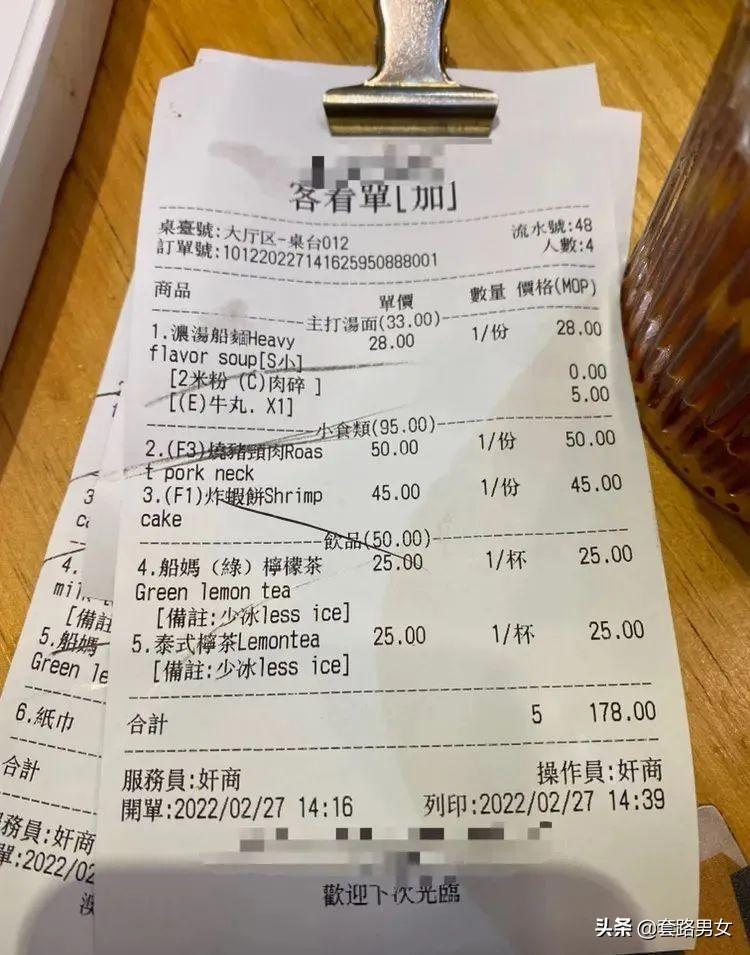 客看單[加]
桌臺號:大厅区-桌台012 流水號:48
訂單號:101220227141625950888001 人數:4
商品 單價 數量 價格(MOP)
主打湯面(33.00)
1.濃湯船麵Heavy 28.00 1/份 28.00
flavor soup[S小]
[2米粉 (C)肉碎 ] 0.00
[(E)牛丸. X1] 5.00
小食類(95.00)
2.(F3)燒豬頸肉Roas 50.00 1/份 50.00
t pork neck
3.(F1)炸蝦餅Shrimp 45.00 1/份 45.00
cake
飲品(50.00)
4.船媽（綠）檸檬茶 25.00 1/杯 25.00
Green lemon tea
[備註:少冰less ice]
5.泰式檸茶Lemontea 25.00 1/杯 25.00
[備註:少冰less ice]
合計 5 178.00
服務員:奸商 操作員:奸商
開單:2022/02/27 14:16 列印:2022/02/27 14:39
歡迎下次光臨
3
4.
[備註
5.船媽
Green le
6.紙巾
合計
務員:奸商
單:2022/02
头条 @套路男女